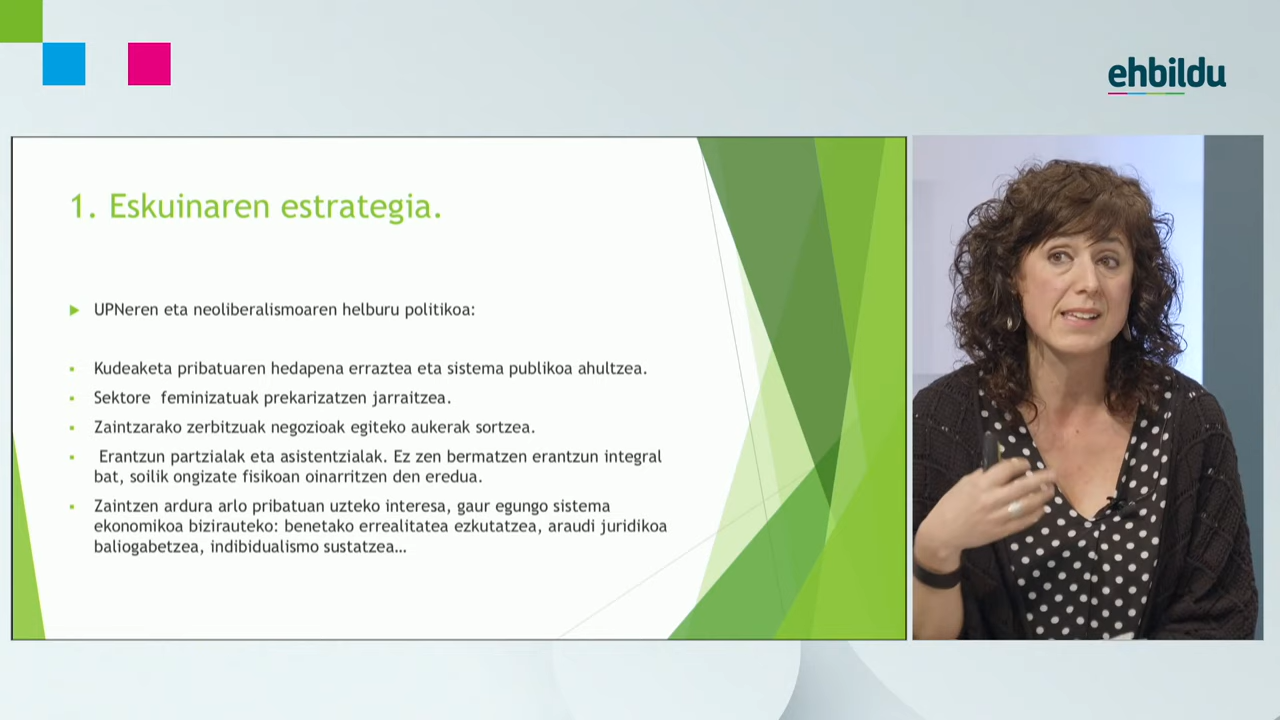 ehbildu
1. Eskuinaren estrategia.
UPNeren eta neoliberalismoaren helburu politikoa:
Kudeaketa pribatuaren hedapena erraztea eta sistema publikoa ahultzea.
Sektore feminizatuak prekarizatzen jarraitzea.
Zaintzarako zerbitzuak negozioak egiteko aukerak sortzea.
Erantzun partzialak eta asistentzialak. Ez zen bermatzen erantzun integral
bat, soilik ongizate fisikoan oinarritzen den eredua.
Zaintzen ardura arlo pribatuan uzteko interesa, gaur egungo sistema
ekonomikoa bizirauteko: benetako errealitatea ezkutatzea, araudi juridikoa
baliogabetzea, indibidualismo sustatzea…